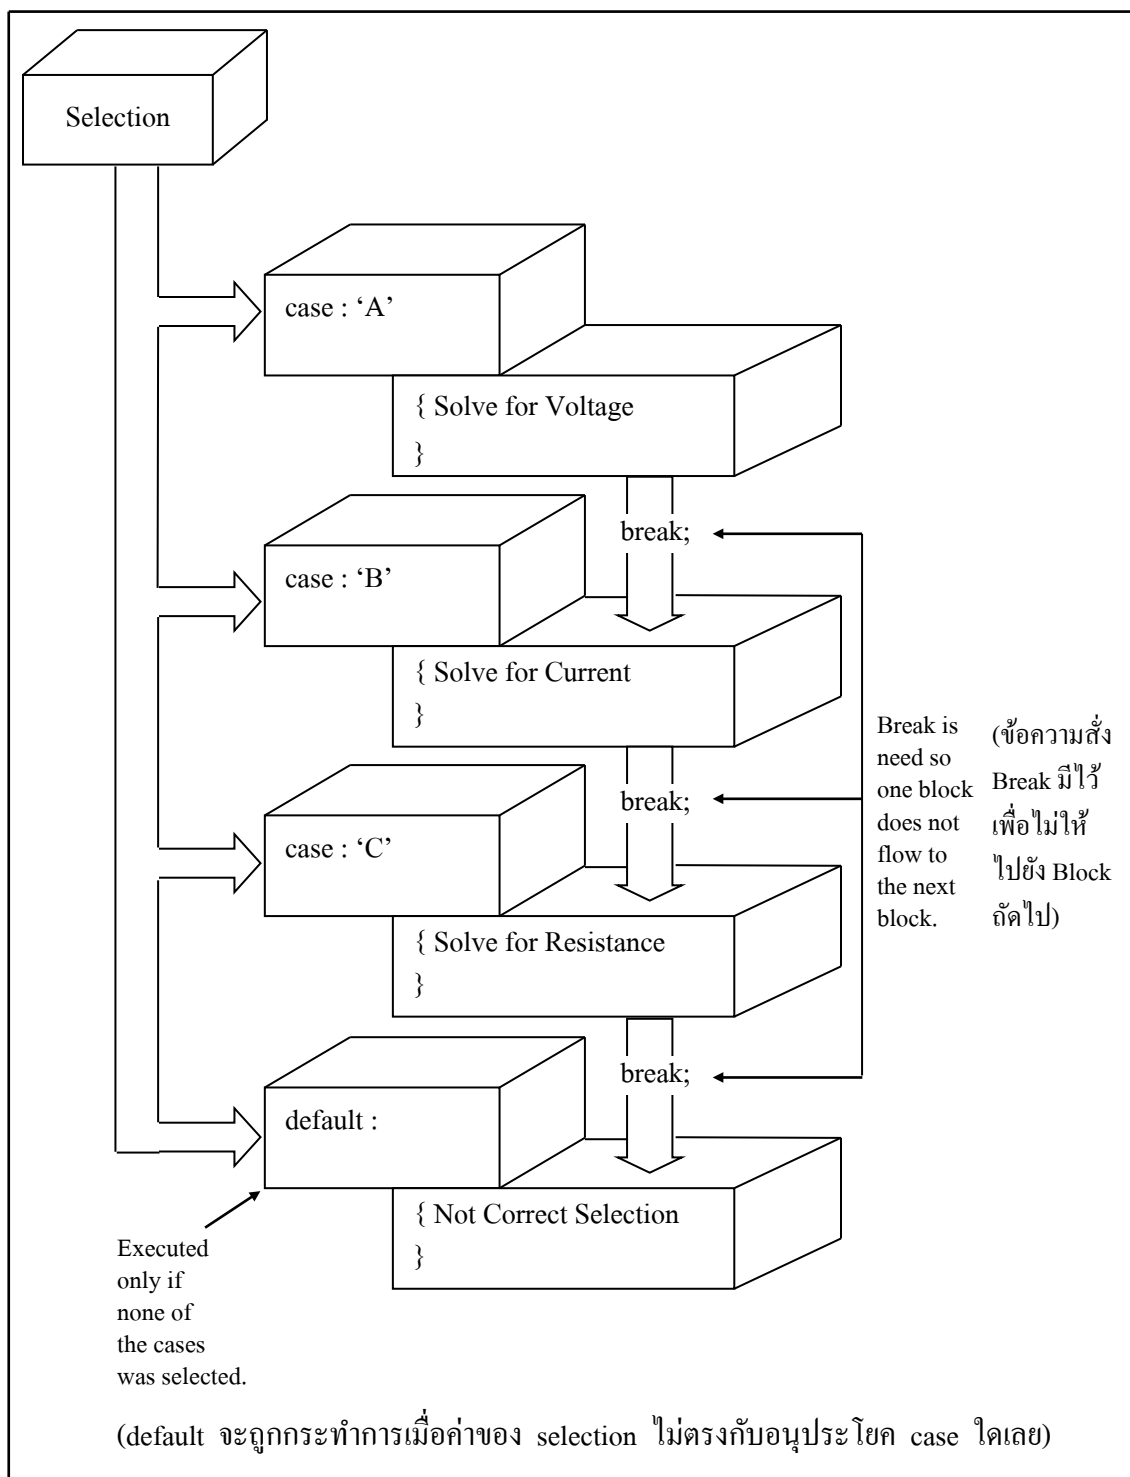 Selection
case : ‘A’
{ Solve for Voltage
}
break;
case : ‘B’
{ Solve for Current
}
break;
case : ‘C’
{ Solve for Resistance
}
break;
default :
{ Not Correct Selection
}
Break is
need so
one block
does not
flow to
the next
block.
(ข้อความสั่ง
Break มีไว้
เพื่อไม่ให้
ไปยัง Block
ถัดไป)
Executed
only if
none of
the cases
was selected.
(default จะถูกกระทำการเมื่อค่าของ selection ไม่ตรงกับอนุประโยค case ใดเลย)